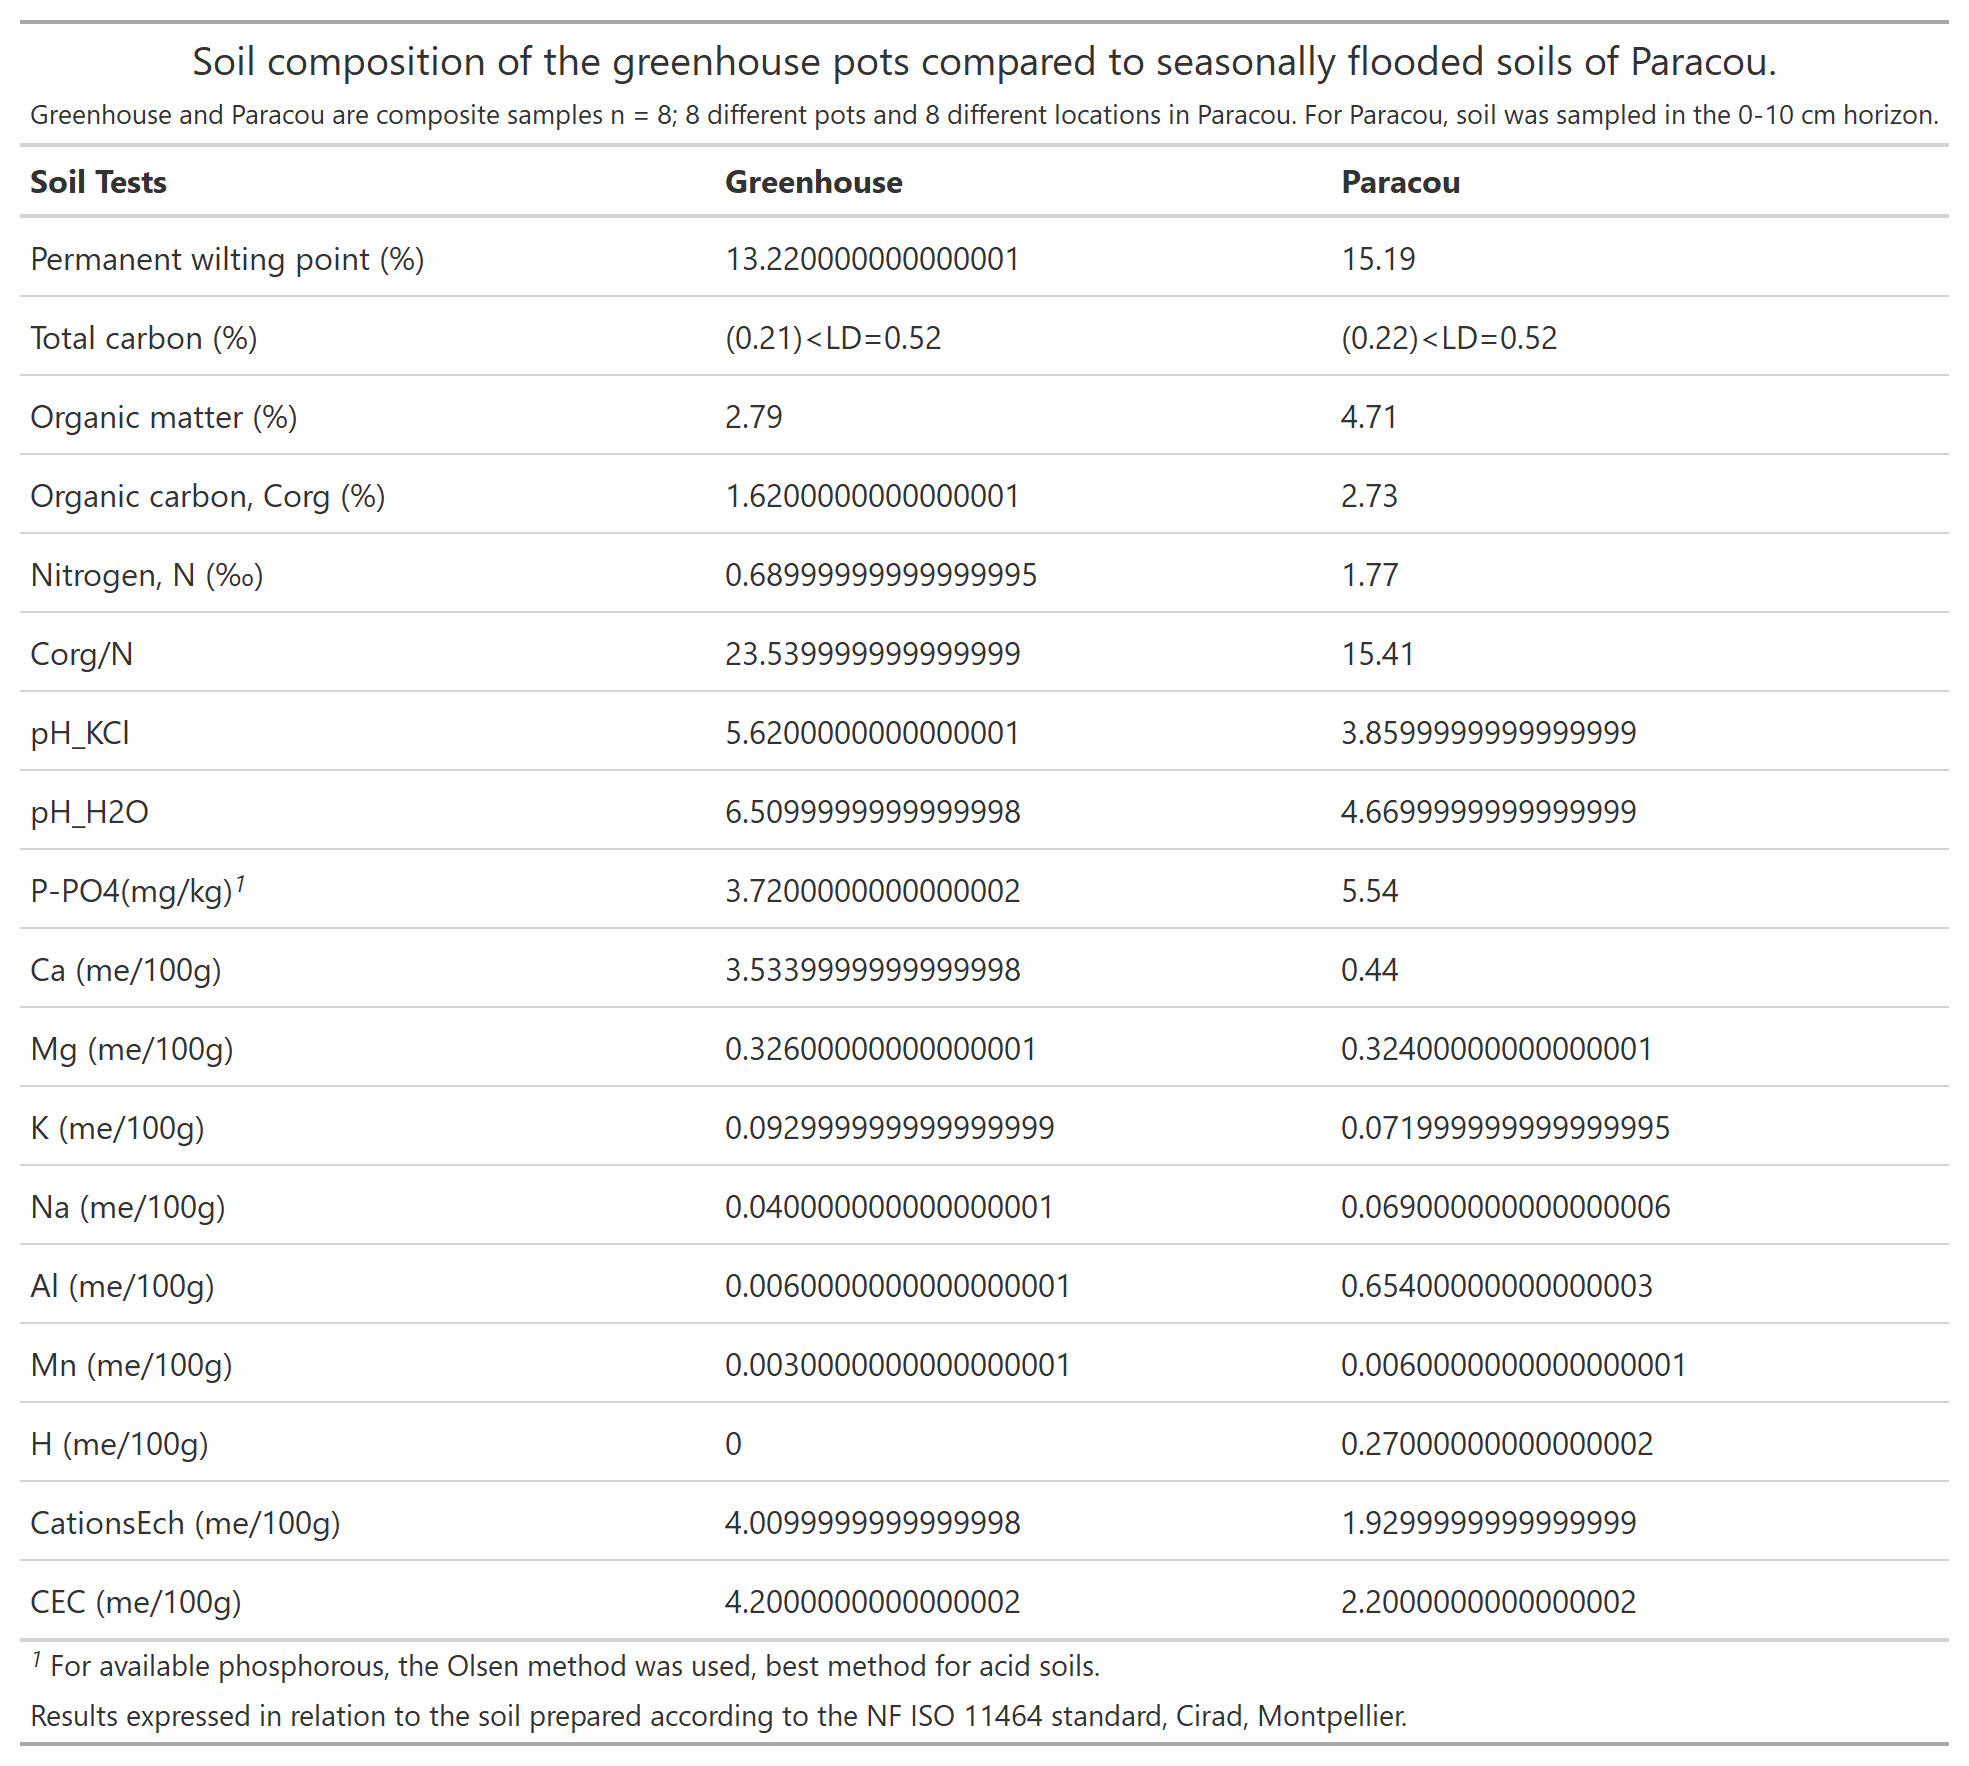 Soil composition of the greenhouse pots compared to seasonally flooded soils of Paracou.
Greenhouse and Paracou are composite samples n = 8; 8 different pots and 8 different locations in Paracou. For Paracou, soil was sampled in the 0-10 cm horizon.
Soil Tests Greenhouse Paracou
Permanent wilting point (%) 13.220000000000001 15.19
Total carbon (%) (0.21)<LD=0.52 (0.22)<LD=0.52
Organic matter (%) 2.79 4.71
Organic carbon, Corg (%) 1.6200000000000001 2.73
Nitrogen, N (‰) 0.68999999999999995 1.77
Corg/N 23.539999999999999 15.41
pH_KCl 5.6200000000000001 3.8599999999999999
pH_H2O 6.5099999999999998 4.6699999999999999
P-PO4(mg/kg)1 3.7200000000000002 5.54
Ca (me/100g) 3.5339999999999998 0.44
Mg (me/100g) 0.32600000000000001 0.32400000000000001
K (me/100g) 0.092999999999999999 0.071999999999999995
Na (me/100g) 0.040000000000000001 0.069000000000000006
Al (me/100g) 0.0060000000000000001 0.65400000000000003
Mn (me/100g) 0.0030000000000000001 0.0060000000000000001
H (me/100g) 0 0.27000000000000002
CationsEch (me/100g) 4.0099999999999998 1.9299999999999999
CEC (me/100g) 4.2000000000000002 2.2000000000000002
1 For available phosphorous, the Olsen method was used, best method for acid soils.
Results expressed in relation to the soil prepared according to the NF ISO 11464 standard, Cirad, Montpellier.